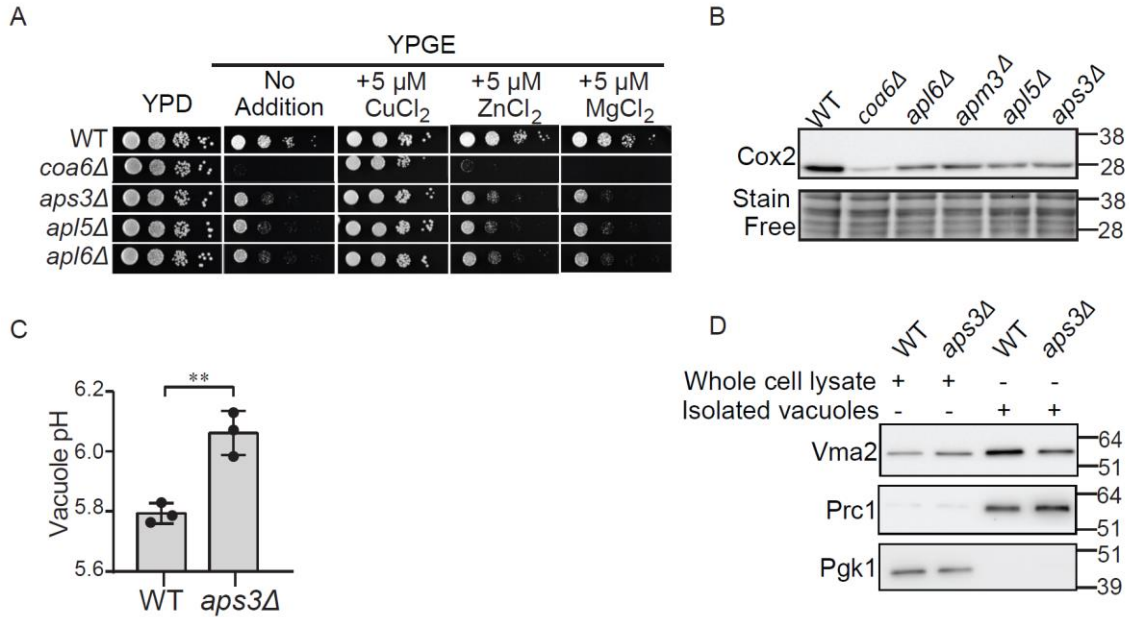 A
YPGE
YPD
No Addition
+5 µM CuCl2
+5 µM ZnCl2
+5 µM MgCl2
WT
coa6Δ
aps3Δ
apl5Δ
apl6Δ
B
WT
coa6Δ
apl6Δ
apm3Δ
apl5Δ
aps3Δ
Cox2
38
28
Stain
Free
38
28
C
**
Vacuole pH
6.2
6.0
5.8
5.6
WT
aps3Δ
D
WT
aps3Δ
WT
aps3Δ
Whole cell lysate + + - -
Isolated vacuoles - - + +
Vma2
64
51
Prc1
64
51
Pgk1
51
39